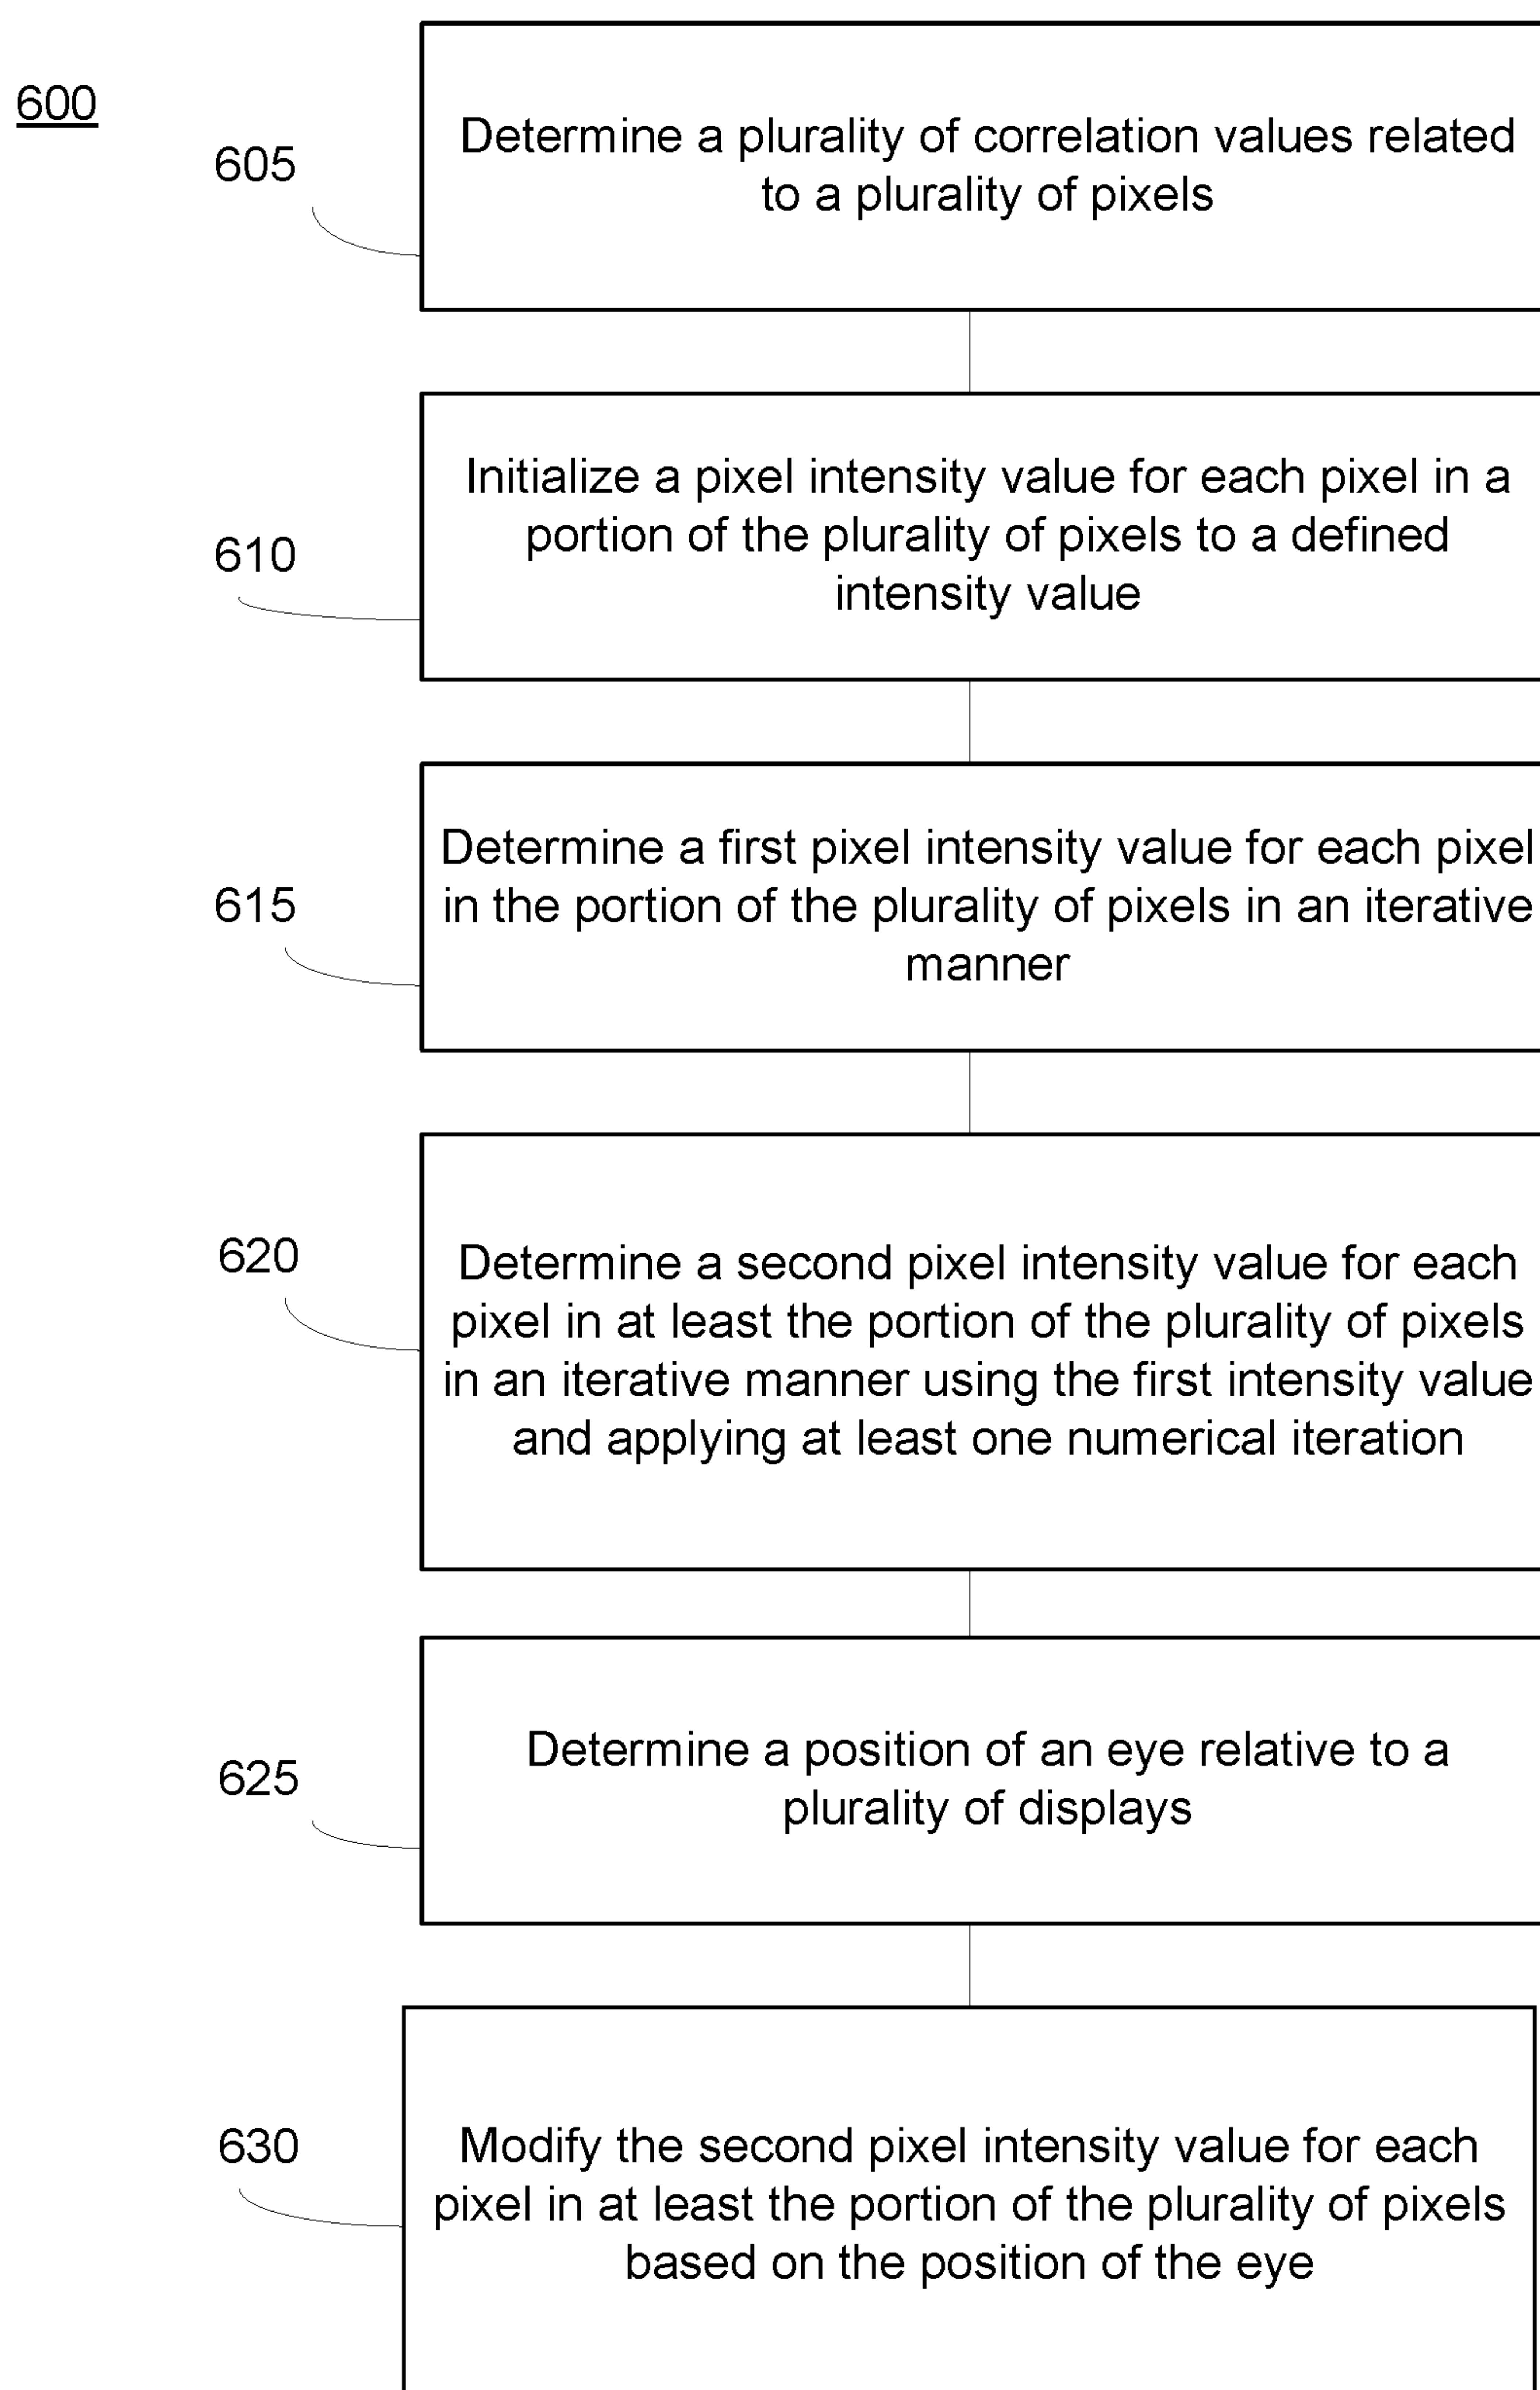 600
605
Determine a plurality of correlation values related
to a plurality of pixels
610
Initialize a pixel intensity value for each pixel in a
portion of the plurality of pixels to a defined
intensity value
615
Determine a first pixel intensity value for each pixel
in the portion of the plurality of pixels in an iterative
manner
620
Determine a second pixel intensity value for each
pixel in at least the portion of the plurality of pixels
in an iterative manner using the first intensity value
and applying at least one numerical iteration
625
Determine a position of an eye relative to a
plurality of displays
630
Modify the second pixel intensity value for each
pixel in at least the portion of the plurality of pixels
based on the position of the eye